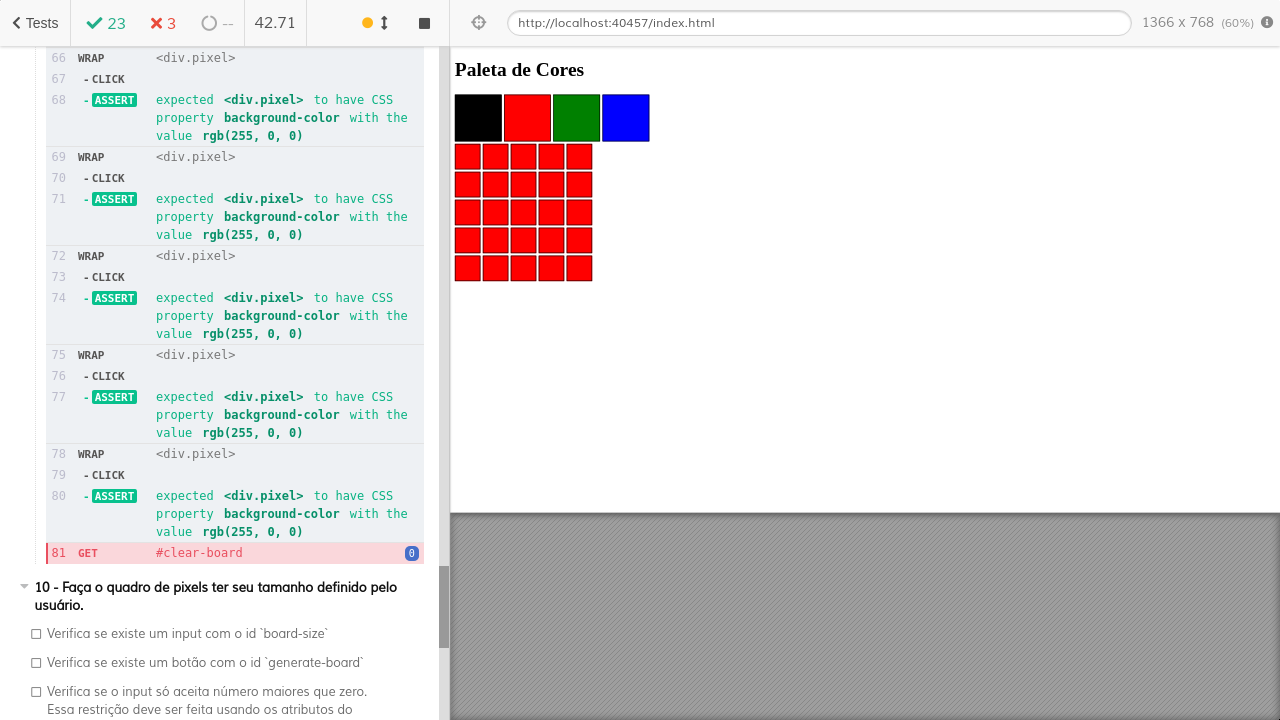 Tests
23
3
--
42.71
http://localhost:40457/index.html
1366 x 768 (60%)
66 WRAP <div.pixel>
67 -CLICK
68 -ASSERT expected <div.pixel> to have CSS
property background-color with the
value rgb(255, 0, 0)
69 WRAP <div.pixel>
70 -CLICK
71 -ASSERT expected <div.pixel> to have CSS
property background-color with the
value rgb(255, 0, 0)
72 WRAP <div.pixel>
73 -CLICK
74 -ASSERT expected <div.pixel> to have CSS
property background-color with the
value rgb(255, 0, 0)
75 WRAP <div.pixel>
76 -CLICK
77 -ASSERT expected <div.pixel> to have CSS
property background-color with the
value rgb(255, 0, 0)
78 WRAP <div.pixel>
79 -CLICK
80 -ASSERT expected <div.pixel> to have CSS
property background-color with the
value rgb(255, 0, 0)
81 GET #clear-board 0
10 - Faça o quadro de pixels ter seu tamanho definido pelo
usuário.
Verifica se existe um input com o id `board-size`
Verifica se existe um botão com o id `generate-board`
Verifica se o input só aceita número maiores que zero.
Essa restrição deve ser feita usando os atributos do
Paleta de Cores